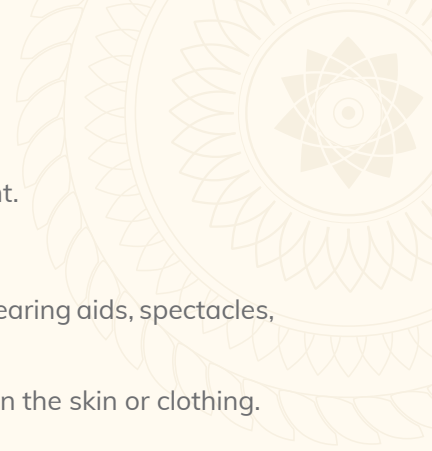 t.
earing aids, spectacles,
n the skin or clothing.